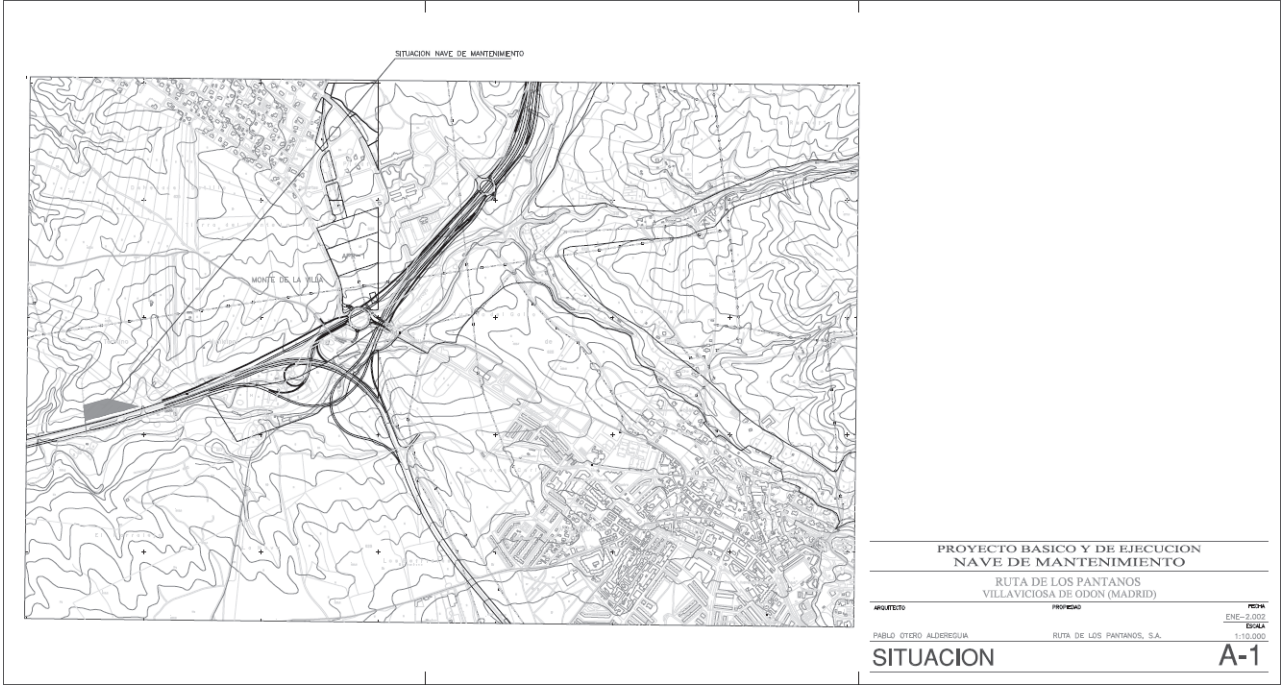 SITUACION NAVE DE MANTENIMIENTO
MONTE DE LA VILLA
PROYECTO BASICO Y DE EJECUCION
NAVE DE MANTENIMIENTO
RUTA DE LOS PANTANOS
VILLAVICIOSA DE ODON (MADRID)
ARQUITECTO PROPIEDAD FECHA
ENE-2.002
ESCALA
PABLO OTERO ALDEREGUIA RUTA DE LOS PANTANOS, S.A. 1:10.000
SITUACION A-1